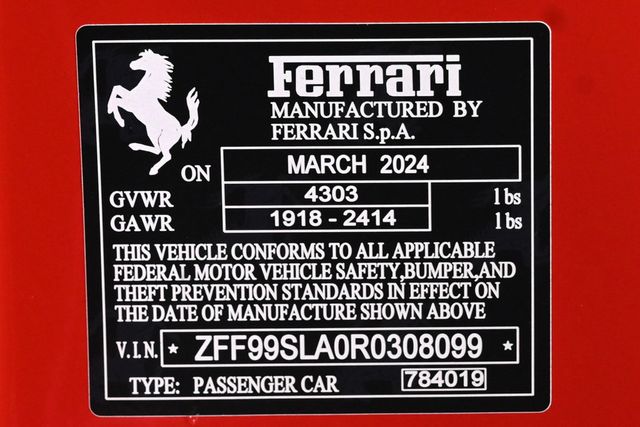 Ferrari
MANUFACTURED BY
FERRARI S.p.A.
ON MARCH 2024
GVWR 4303 lbs
GAWR 1918 - 2414 lbs
THIS VEHICLE CONFORMS TO ALL APPLICABLE
FEDERAL MOTOR VEHICLE SAFETY,BUMPER,AND
THEFT PREVENTION STANDARDS IN EFFECT ON
THE DATE OF MANUFACTURE SHOWN ABOVE
V.I.N. * ZFF99SLA0R0308099 *
TYPE: PASSENGER CAR 784019